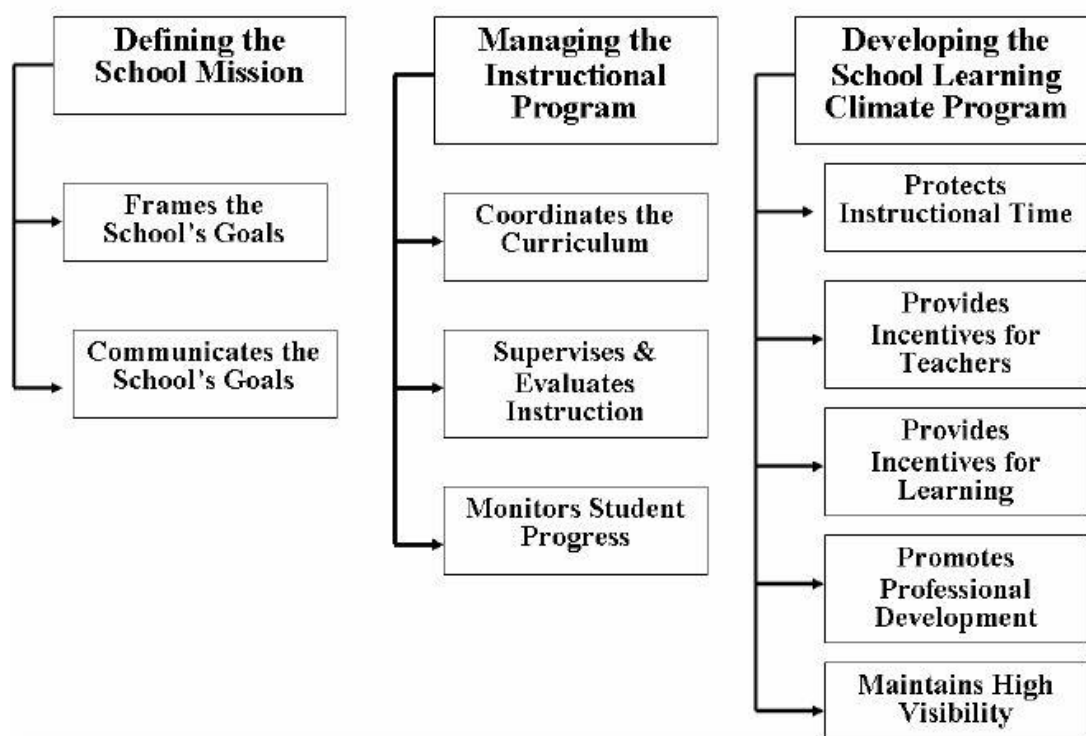 Defining the
School Mission
Frames the
School's Goals
Communicates the
School's Goals
Managing the
Instructional
Program
Coordinates the
Curriculum
Supervises &
Evaluates
Instruction
Monitors Student
Progress
Developing the
School Learning
Climate Program
Protects
Instructional Time
Provides
Incentives for
Teachers
Provides
Incentives for
Learning
Promotes
Professional
Development
Maintains High
Visibility